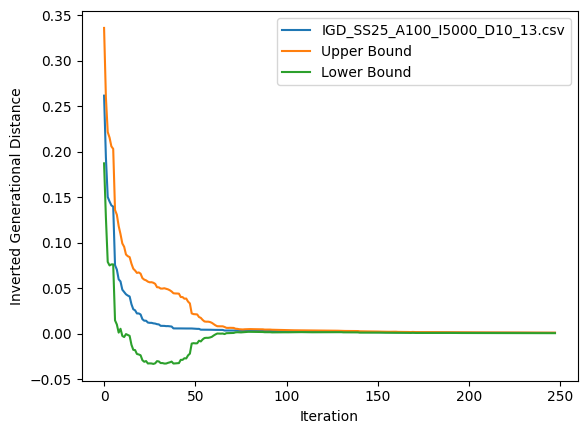 0.35
0.30
0.25
0.20
0.15
0.10
0.05
0.00
−0.05
Inverted Generational Distance
IGD_SS25_A100_I5000_D10_13.csv
Upper Bound
Lower Bound
0 50 100 150 200 250
Iteration